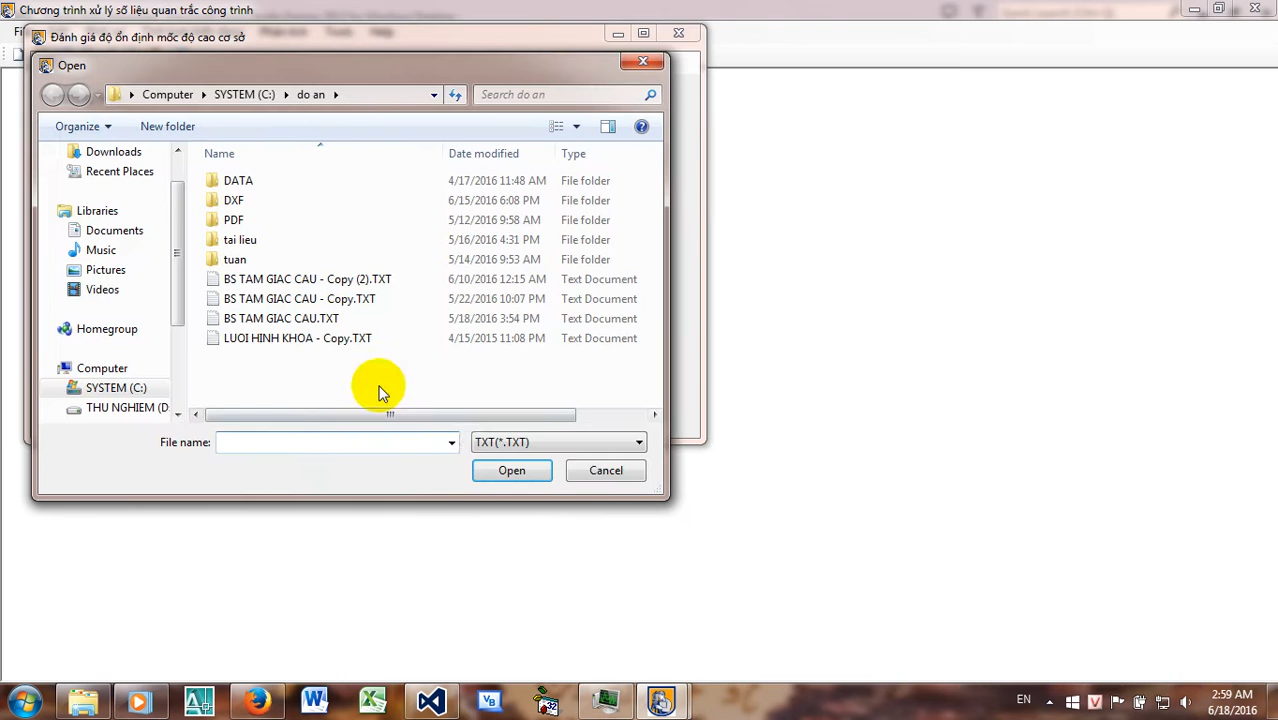 Chương trình xử lý số liệu quan trắc công trình
Đánh giá độ ổn định mốc độ cao cơ sở
Tools Help
Open
Computer SYSTEM (C:) do an
Search do an
Organize New folder
Name Date modified Type
Downloads
Recent Places
Libraries
Documents
Music
Pictures
Videos
Homegroup
Computer
SYSTEM (C:)
THU NGHIEM (D
DATA 4/17/2016 11:48 AM File folder
DXF 6/15/2016 6:08 PM File folder
PDF 5/12/2016 9:58 AM File folder
tai lieu 5/16/2016 4:31 PM File folder
tuan 5/14/2016 9:53 AM File folder
BS TAM GIAC CAU - Copy (2).TXT 6/10/2016 12:15 AM Text Document
BS TAM GIAC CAU - Copy.TXT 5/22/2016 10:07 PM Text Document
BS TAM GIAC CAU.TXT 5/18/2016 3:54 PM Text Document
LUOI HINH KHOA - Copy.TXT 4/15/2015 11:08 PM Text Document
File name: TXT(*.TXT)
Open Cancel
EN 2:59 AM
6/18/2016